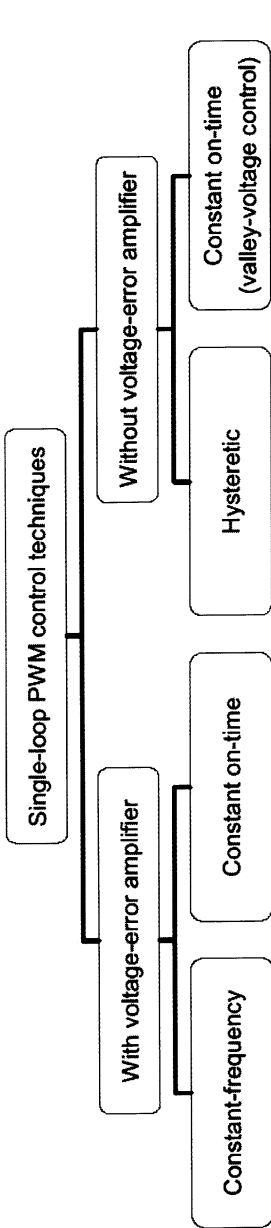 Single-loop PWM control techniques
With voltage-error amplifier
Without voltage-error amplifier
Constant-frequency
Constant on-time
Hysteretic
Constant on-time
(valley-voltage control)